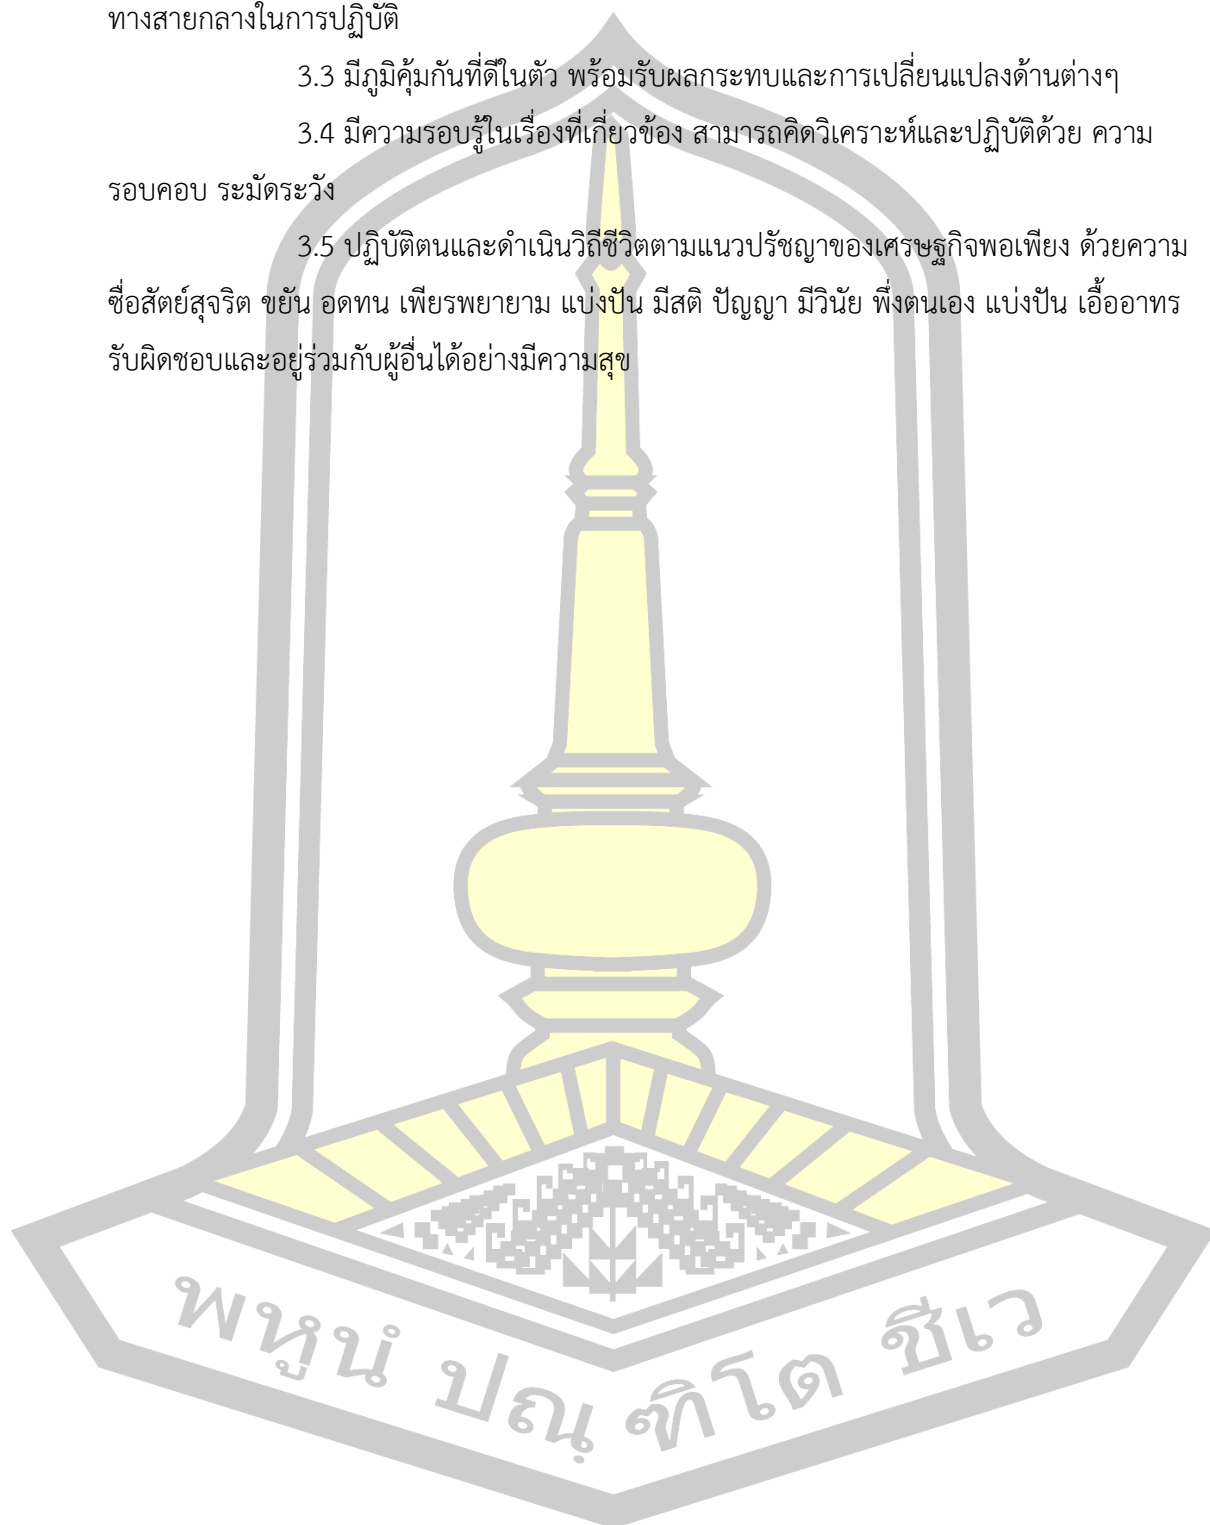 ทางสายกลางในการปฏิบัติ
3.3 มีภูมิคุ้มกันที่ดีในตัว พร้อมรับผลกระทบและการเปลี่ยนแปลงด้านต่างๆ
3.4 มีความรอบรู้ในเรื่องที่เกี่ยวข้อง สามารถคิดวิเคราะห์และปฏิบัติด้วย ความ
รอบคอบ ระมัดระวัง
3.5 ปฏิบัติตนและดำเนินวิถีชีวิตตามแนวปรัชญาของเศรษฐกิจพอเพียง ด้วยความ
ซื่อสัตย์สุจริต ขยัน อดทน เพียรพยายาม แบ่งปัน มีสติ ปัญญา มีวินัย พึ่งตนเอง แบ่งปัน เอื้ออาทร
รับผิดชอบและอยู่ร่วมกับผู้อื่นได้อย่างมีความสุข
พหูนํ ปณฺฑิโต ชีเว